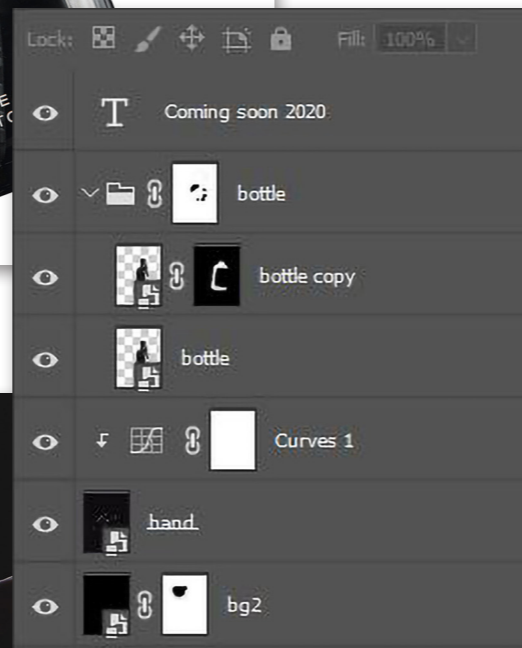 Lock:
Fill: 100%
T Coming soon 2020
bottle
bottle copy
bottle
Curves 1
hand
bg2